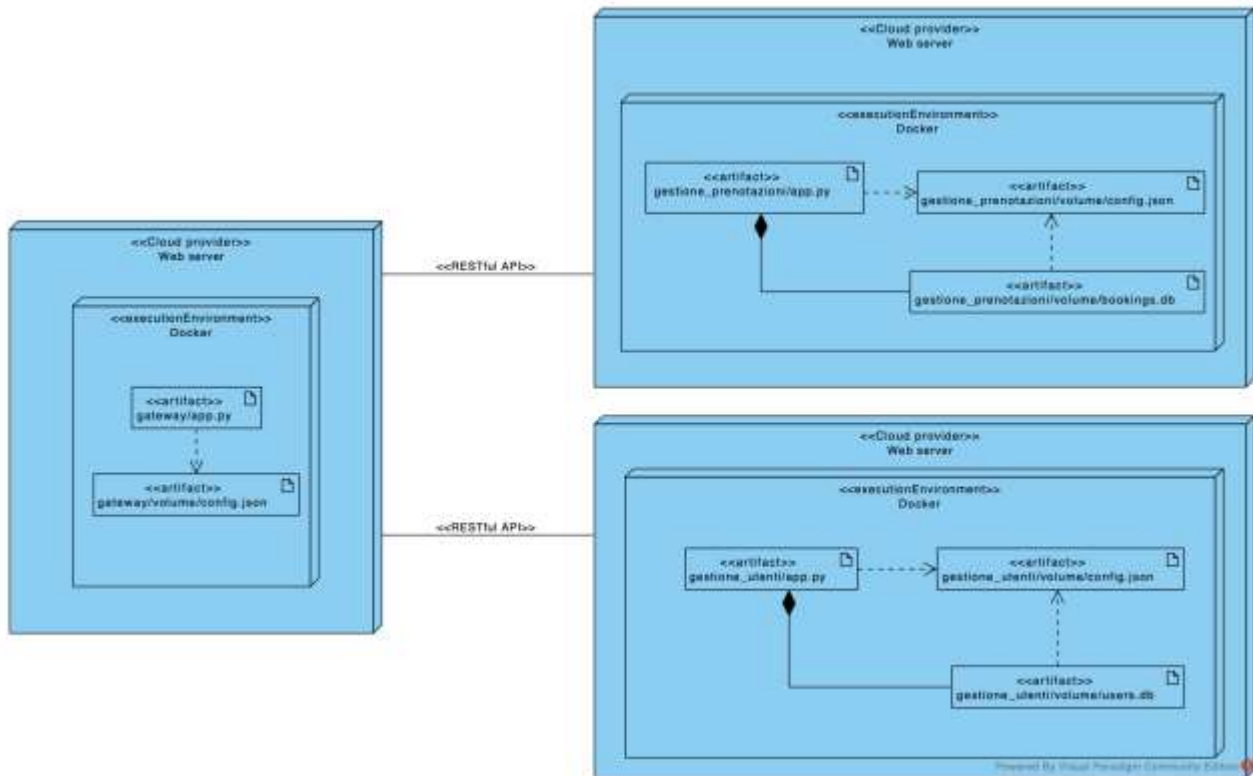 <<Cloud provider>>
Web server
<<executionEnvironment>>
Docker
<<artifact>>
gateway/app.py
<<artifact>>
gateway/volume/config.json
<<RESTful API>>
<<RESTful API>>
<<Cloud provider>>
Web server
<<executionEnvironment>>
Docker
<<artifact>>
gestione_prenotazioni/app.py
<<artifact>>
gestione_prenotazioni/volume/config.json
<<artifact>>
gestione_prenotazioni/volume/bookings.db
<<Cloud provider>>
Web server
<<executionEnvironment>>
Docker
<<artifact>>
gestione_utenti/app.py
<<artifact>>
gestione_utenti/volume/config.json
<<artifact>>
gestione_utenti/volume/users.db
Powered By Visual Paradigm Community Edition